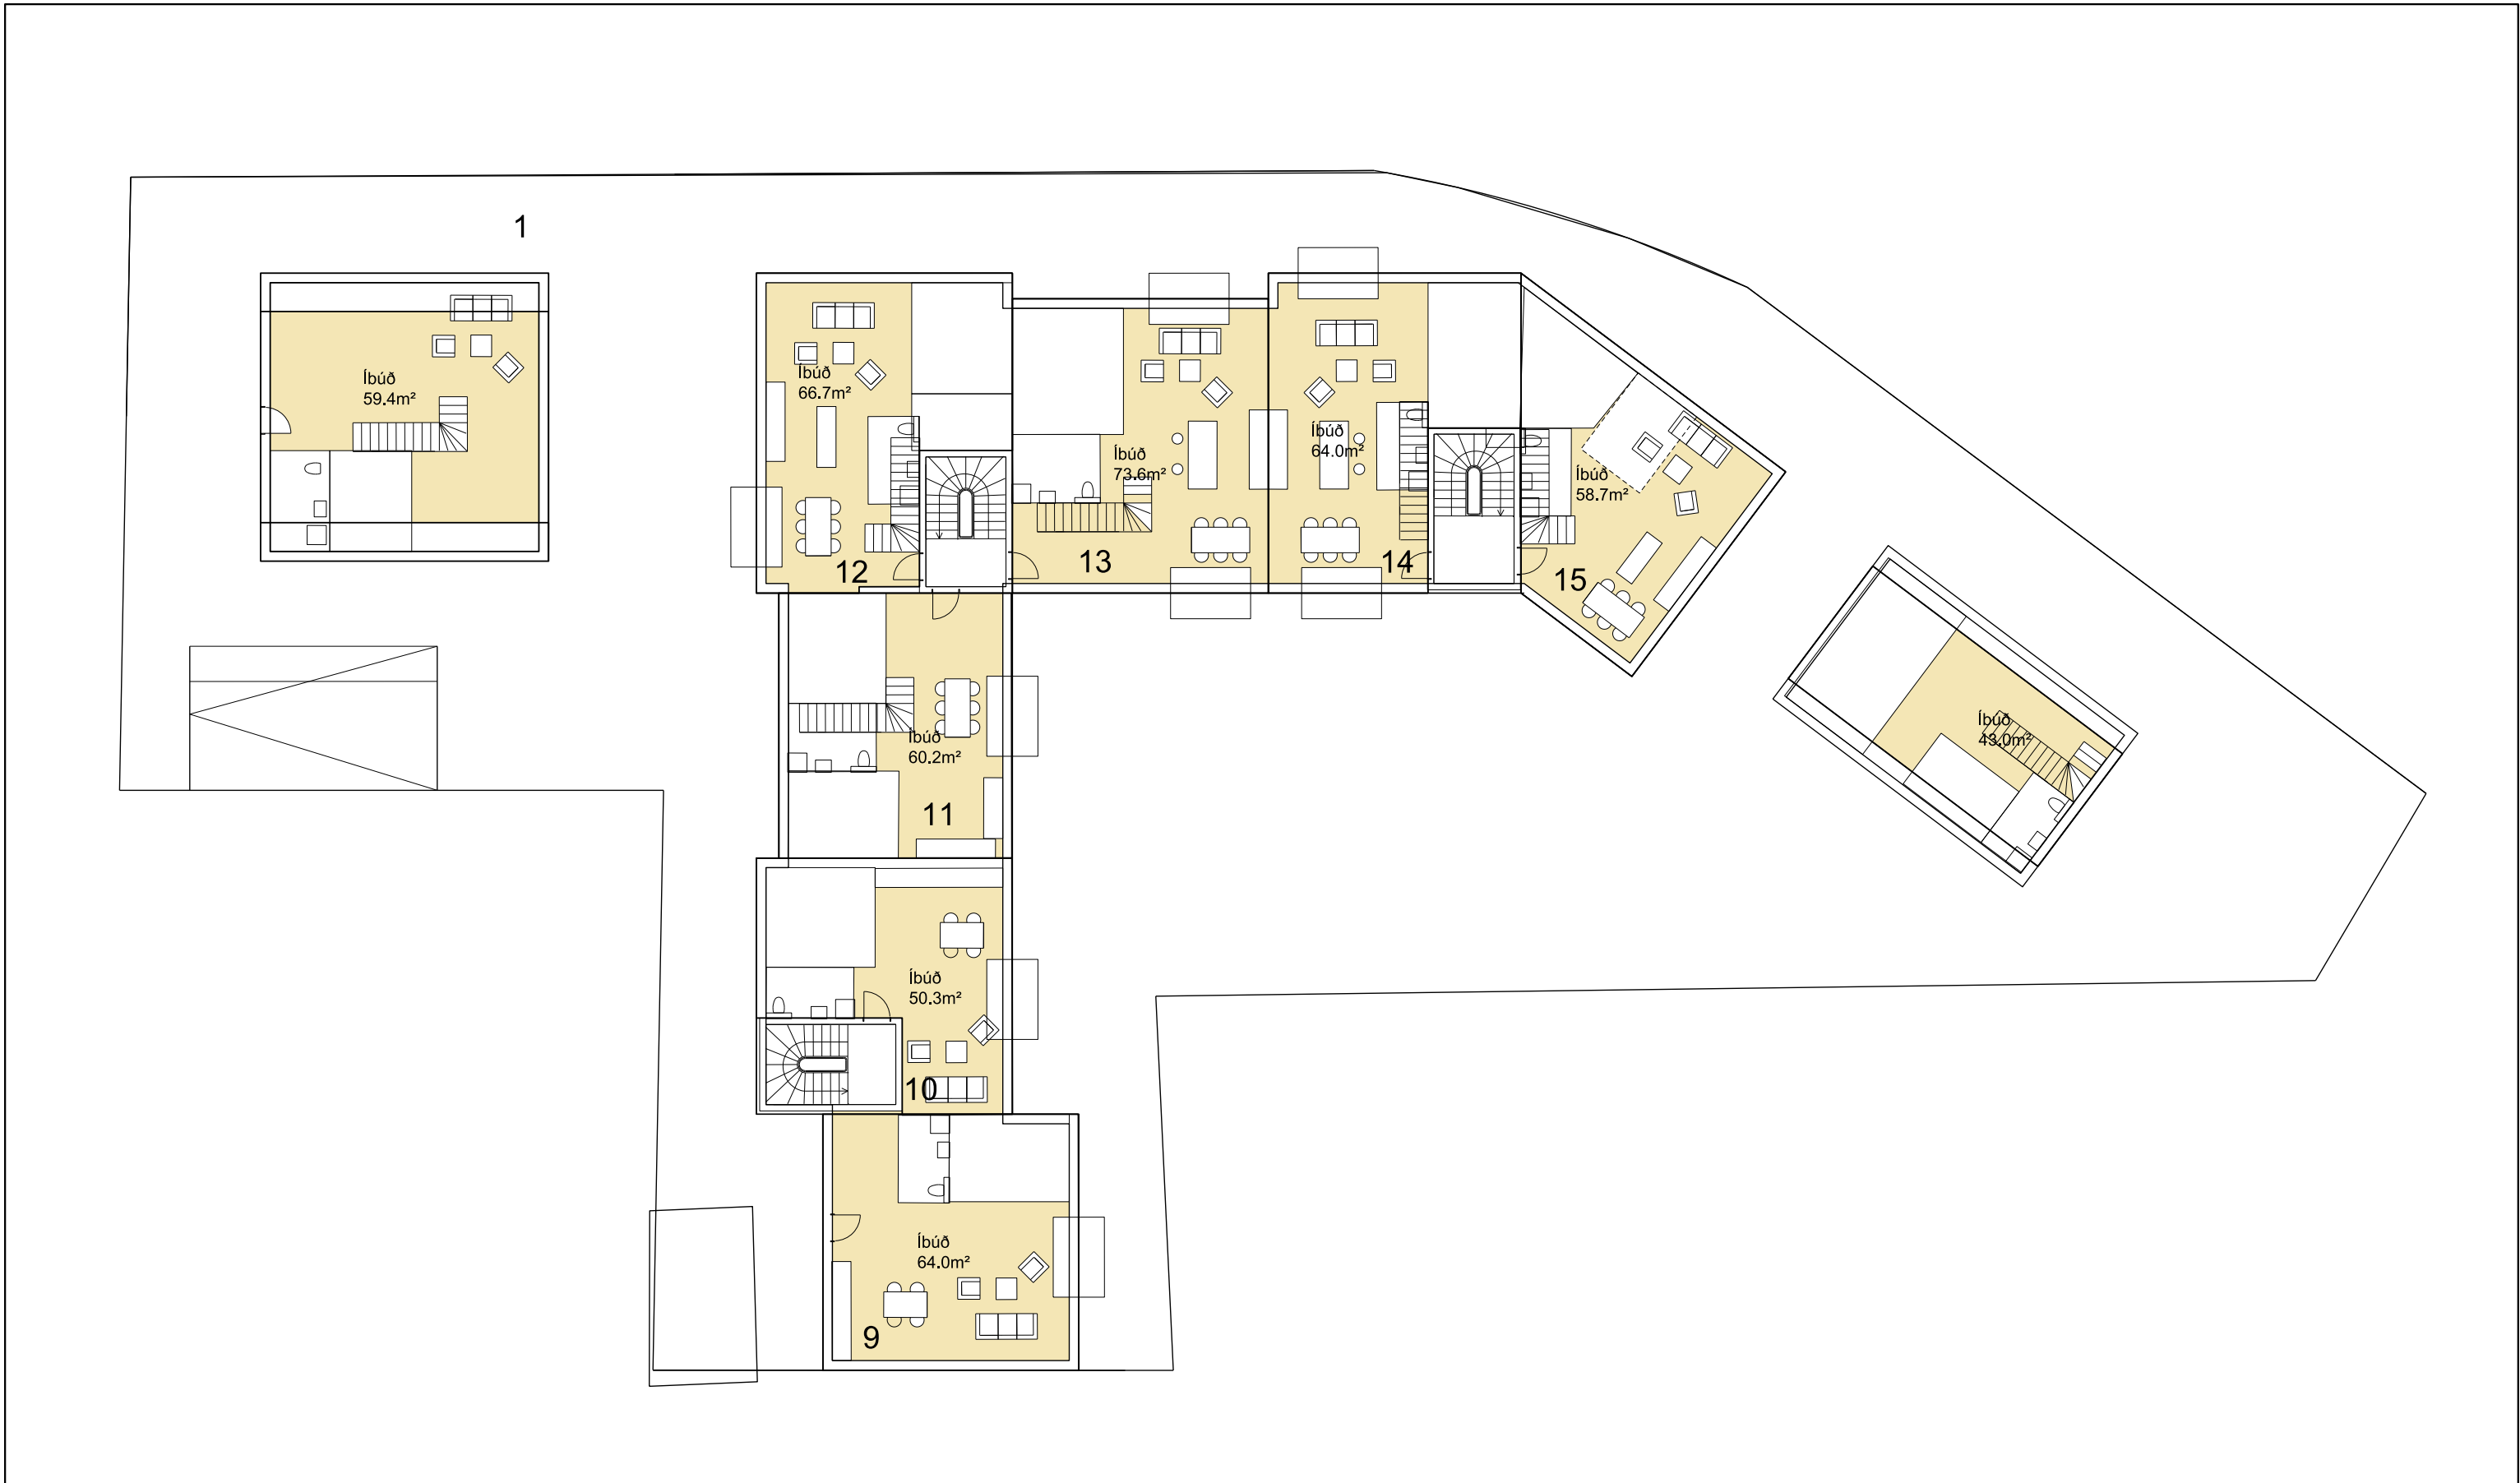 1
Íbúð
59.4m²
Íbúð
66.7m²
12
Íbúð
73.6m²
13
Íbúð
64.0m²
14
Íbúð
58.7m²
15
Íbúð
43.0m²
Íbúð
60.2m²
11
Íbúð
50.3m²
10
Íbúð
64.0m²
9